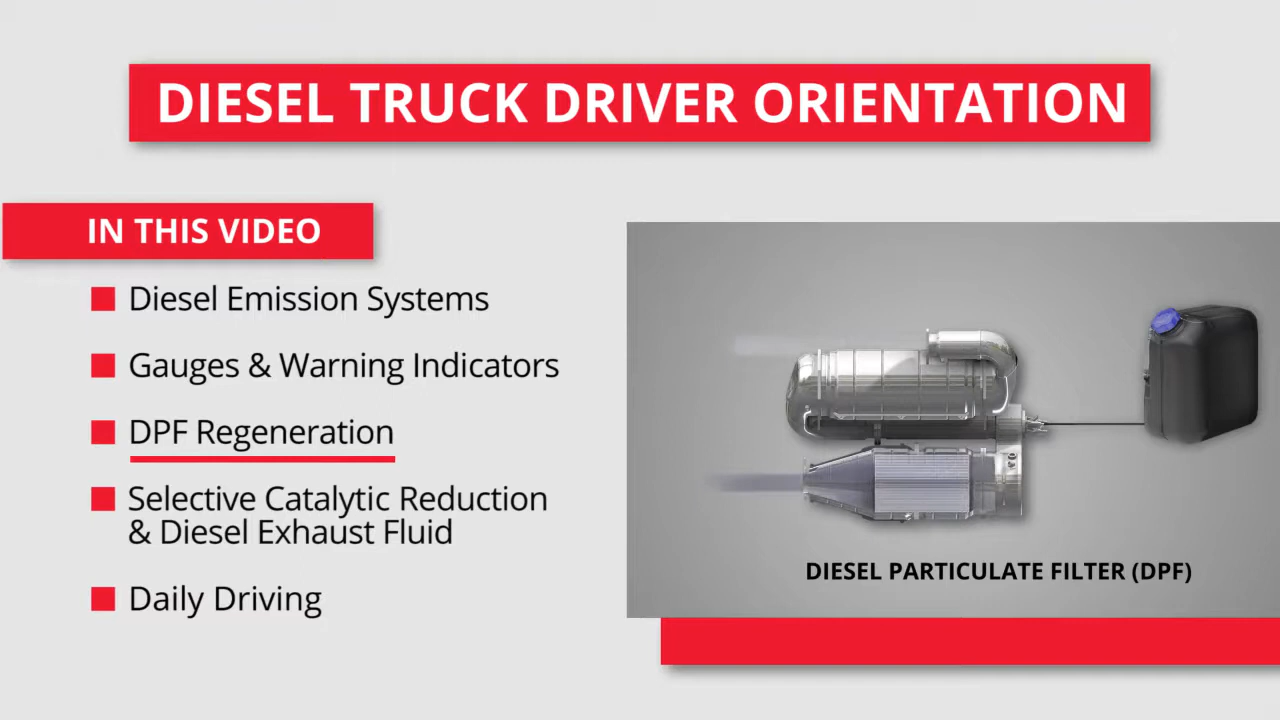 DIESEL TRUCK DRIVER ORIENTATION
IN THIS VIDEO
Diesel Emission Systems
Gauges & Warning Indicators
DPF Regeneration
Selective Catalytic Reduction
& Diesel Exhaust Fluid
Daily Driving
DIESEL PARTICULATE FILTER (DPF)